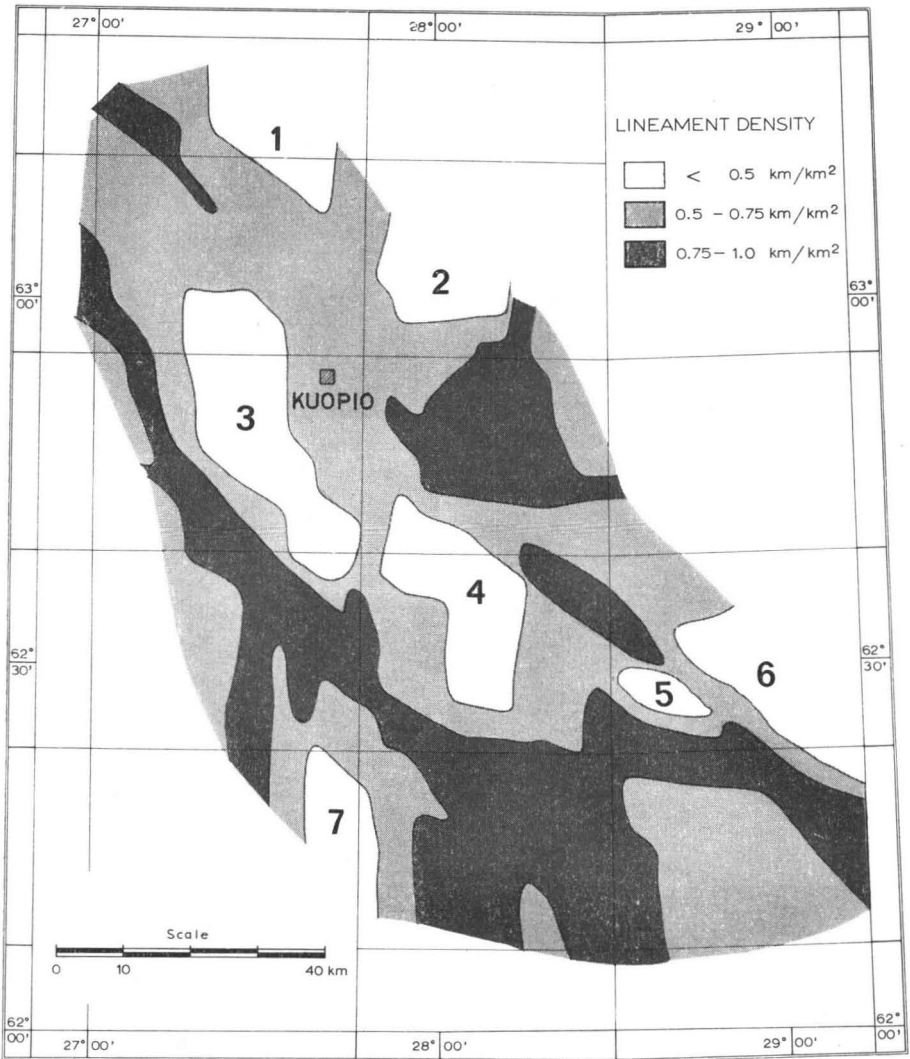 27° 00'
28° 00'
29° 00'
LINEAMENT DENSITY
< 0.5 km/km²
0.5 – 0.75 km/km²
0.75 – 1.0 km/km²
1
2
63° 00'
63° 00'
KUOPIO
3
4
62° 30'
62° 30'
5
6
7
Scale
0 10 20 40 km
62° 00'
62° 00'
27° 00'
28° 00'
29° 00'